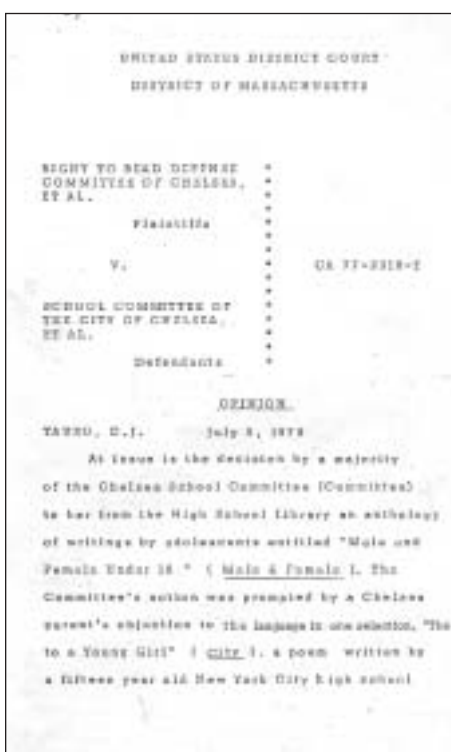 UNITED STATES DISTRICT COURT
DISTRICT OF MASSACHUSETTS
RIGHT TO READ DEFENSE
COMMITTEE OF CHELSEA,
ET AL.
Plaintiffs
V.
SCHOOL COMMITTEE OF
THE CITY OF CHELSEA,
ET AL.
Defendants
CA
OPINION
TAURO, D.J. July 5, 1978
At issue is the decision by a majority
of the Chelsea School Committee (Committee)
to bar from the High School Library an anthology
of writings by adolescents entitled "Male and
Female Under 18 " ( Male & Female ). The
Committee's action was prompted by a Chelsea
parent's objection to the language in one selection, "The
to a Young Girl" ( City ), a poem written by
a fifteen year old New York City high school